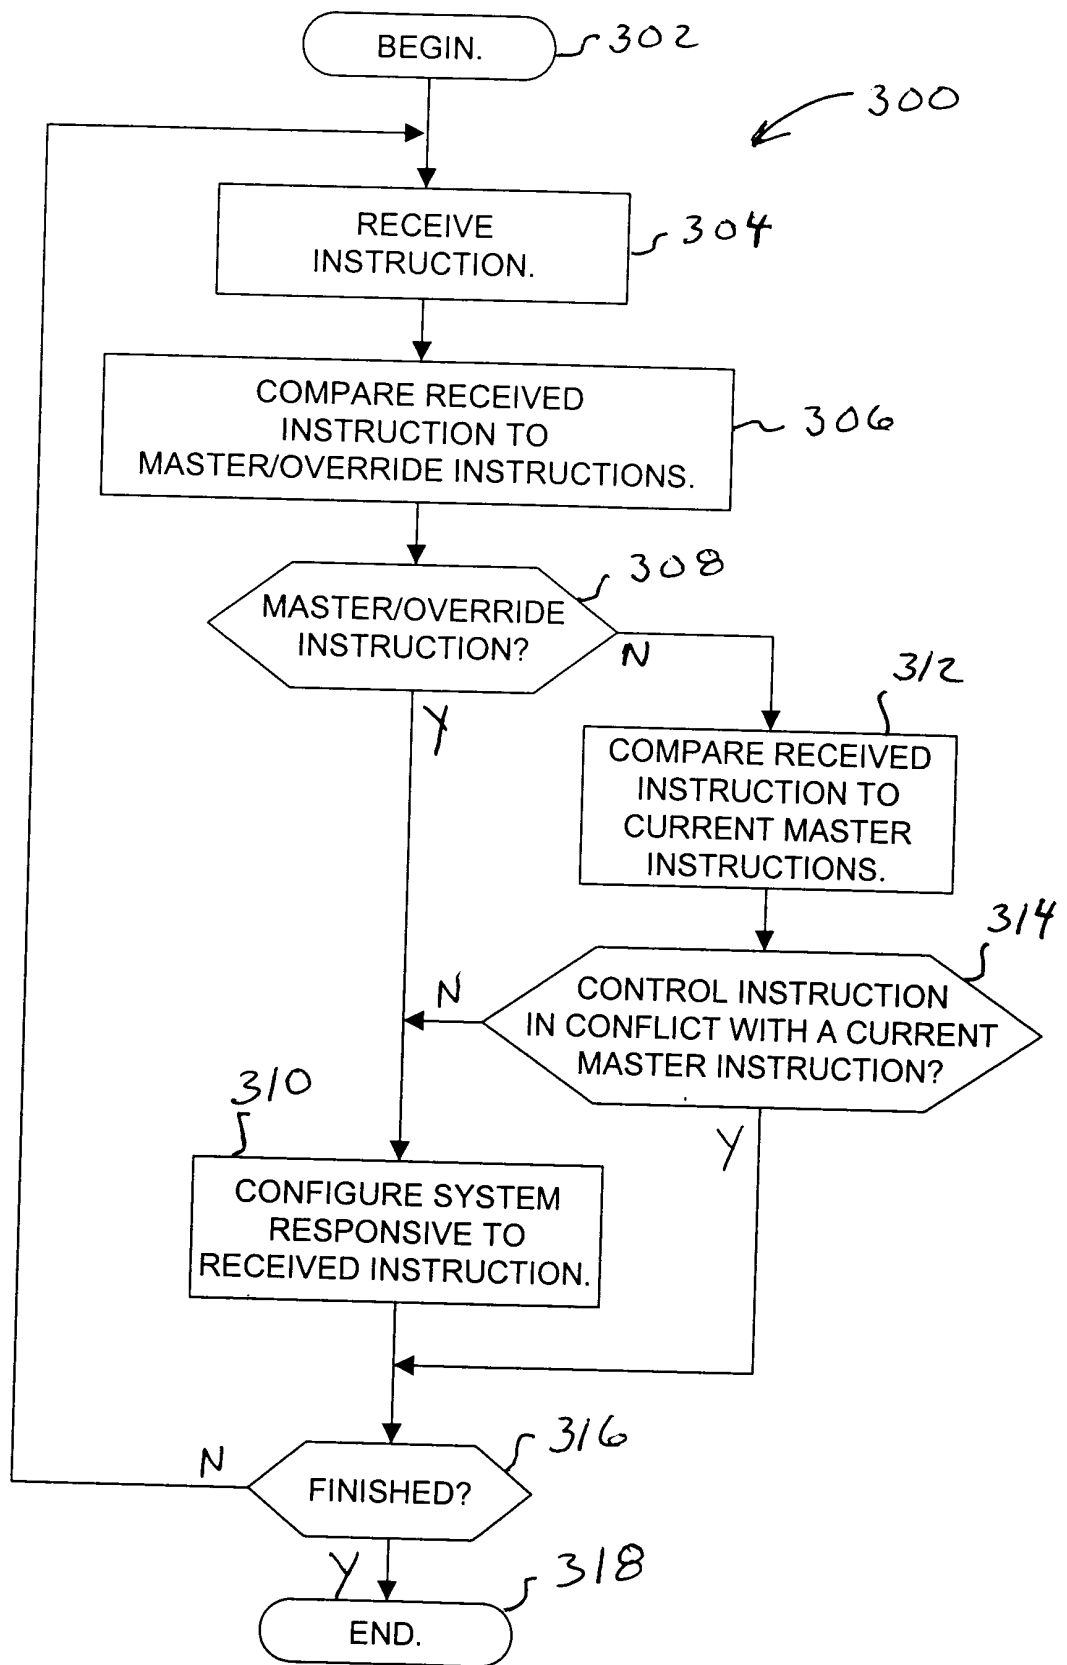 BEGIN.
302
300
RECEIVE
INSTRUCTION.
304
COMPARE RECEIVED
INSTRUCTION TO
MASTER/OVERRIDE INSTRUCTIONS.
306
308
MASTER/OVERRIDE
INSTRUCTION?
N
Y
312
COMPARE RECEIVED
INSTRUCTION TO
CURRENT MASTER
INSTRUCTIONS.
314
CONTROL INSTRUCTION
IN CONFLICT WITH A CURRENT
MASTER INSTRUCTION?
N
Y
310
CONFIGURE SYSTEM
RESPONSIVE TO
RECEIVED INSTRUCTION.
316
FINISHED?
N
Y
318
END.